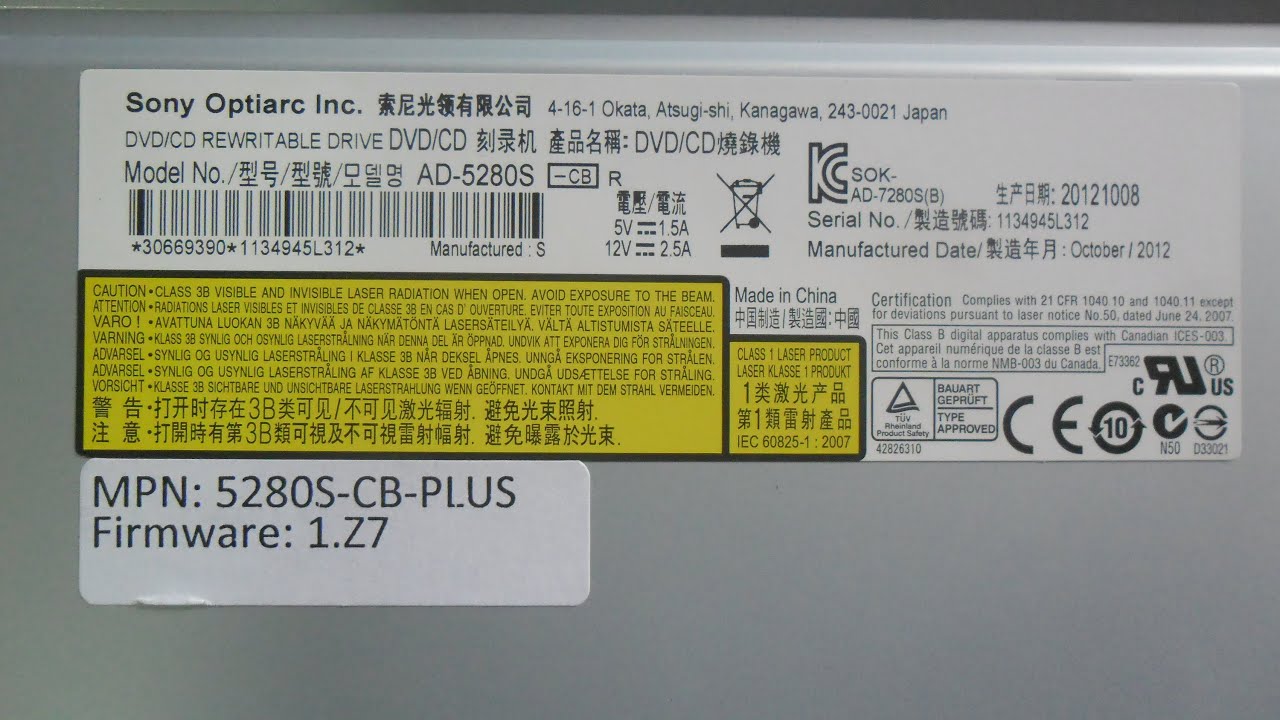 Sony Optiarc Inc. 索尼光领有限公司 4-16-1 Okata, Atsugi-shi, Kanagawa, 243-0021 Japan
DVD/CD REWRITABLE DRIVE DVD/CD 刻录机 產品名稱: DVD/CD燒錄機
Model No./型号/型號/모델명 AD-5280S -CB R
*30669390*1134945L312*
Manufactured : S
電壓/電流
5V ⎓ 1.5A
12V ⎓ 2.5A
SOK-
AD-7280S(B)
生产日期: 20121008
Serial No./製造號碼: 1134945L312
Manufactured Date/製造年月: October / 2012
CAUTION • CLASS 3B VISIBLE AND INVISIBLE LASER RADIATION WHEN OPEN. AVOID EXPOSURE TO THE BEAM.
ATTENTION • RADIATIONS LASER VISIBLES ET INVISIBLES DE CLASSE 3B EN CAS D' OUVERTURE. EVITER TOUTE EXPOSITION AU FAISCEAU.
VARO ! • AVATTUNA LUOKAN 3B NÄKYVÄÄ JA NÄKYMÄTÖNTÄ LASERSÄTEILYÄ. VÄLTÄ ALTISTUMISTA SÄTEELLE.
VARNING • KLASS 3B SYNLIG OCH OSYNLIG LASERSTRÅLNING NÄR DENNA DEL ÄR ÖPPNAD. UNDVIK ATT EXPONERA DIG FÖR STRÅLNINGEN.
ADVARSEL • SYNLIG OG USYNLIG LASERSTRÅLING I KLASSE 3B NÅR DEKSEL ÅPNES. UNNGÅ EKSPONERING FOR STRÅLEN.
ADVARSEL • SYNLIG OG USYNLIG LASERSTRÅLING AF KLASSE 3B VED ÅBNING. UNDGÅ UDSÆTTELSE FOR STRÅLING.
VORSICHT • KLASSE 3B SICHTBARE UND UNSICHTBARE LASERSTRAHLUNG WENN GEÖFFNET. KONTAKT MIT DEM STRAHL VERMEIDEN.
警 告 • 打开时存在3B类可见/不可见激光辐射. 避免光束照射.
注 意 • 打開時有第3B類可視及不可視雷射幅射. 避免曝露於光束.
Made in China
中国制造/製造國: 中國
CLASS 1 LASER PRODUCT
LASER KLASSE 1 PRODUKT
1类激光产品
第1類雷射產品
IEC 60825-1 : 2007
Certification Complies with 21 CFR 1040.10 and 1040.11 except
for deviations pursuant to laser notice No.50, dated June 24. 2007.
This Class B digital apparatus complies with Canadian ICES-003.
Cet appareil numérique de la classe B est
conforme à la norme NMB-003 du Canada.
E73362
C RU ® US
TÜV
Rheinland
Product Safety
BAUART
GEPRÜFT
TYPE
APPROVED
42826310
CE
10
N50
D33021
MPN: 5280S-CB-PLUS
Firmware: 1.Z7